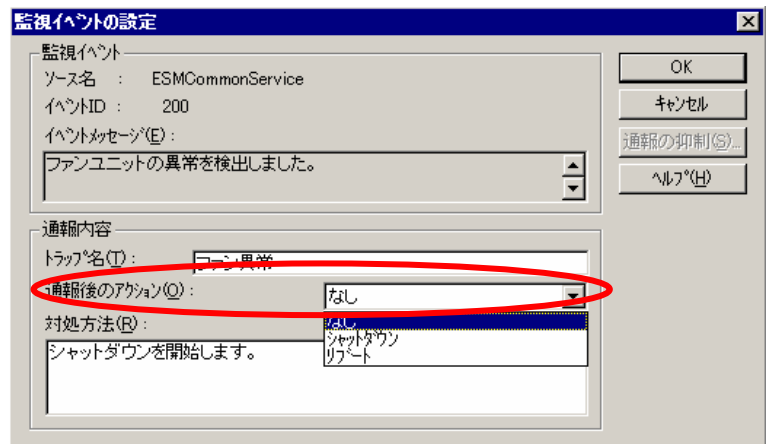 監視イベントの設定
監視イベント
ソース名 : ESMCommonService
イベントID : 200
イベントメッセージ(E) :
ファンユニットの異常を検出しました。
OK
キャンセル
通報の抑制(S)...
ヘルプ(H)
通報内容
トラップ名(T) : ファン異常
通報後のアクション(O) : なし
なし
シャットダウン
リブート
対処方法(R) :
シャットダウンを開始します。